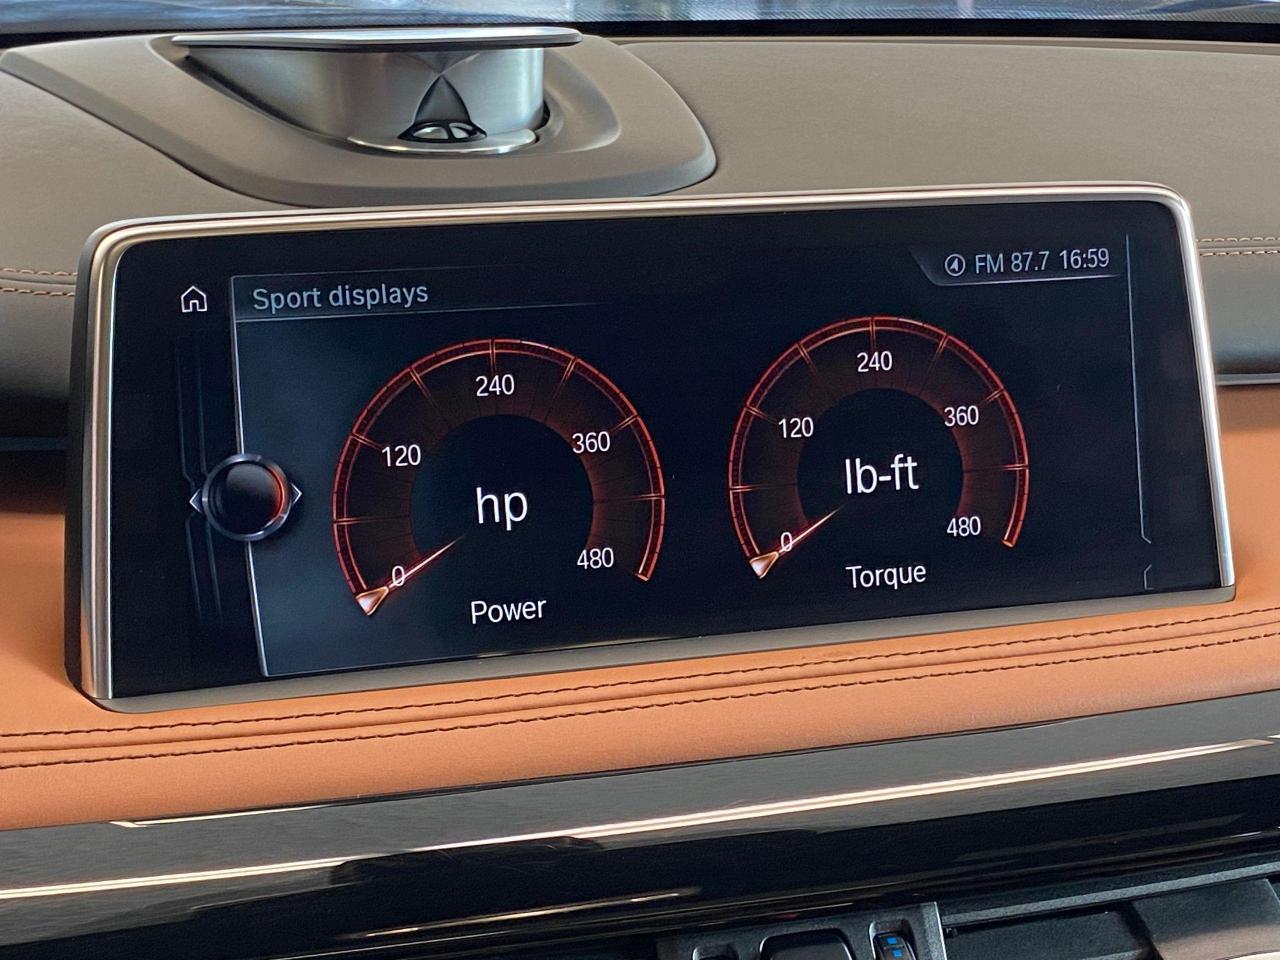 Sport displays
FM 87.7 16:59
240
120
360
hp
0
480
Power
240
120
360
lb-ft
0
480
Torque